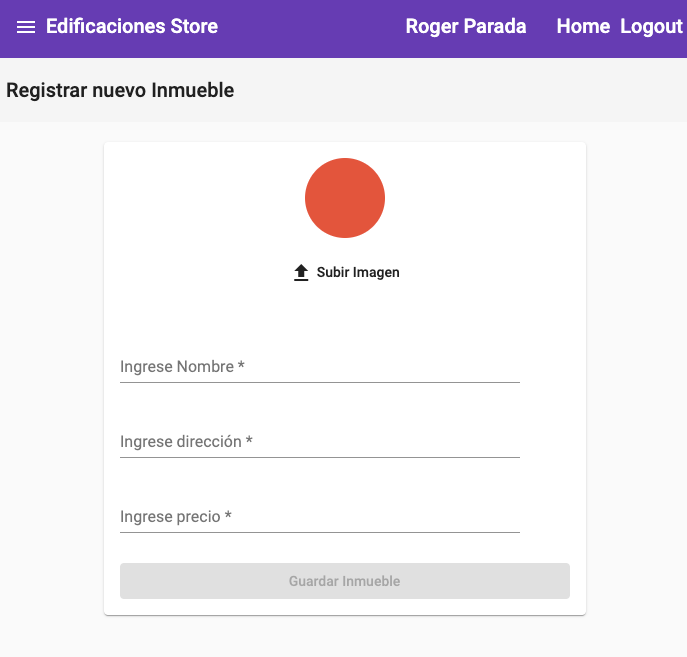 Edificaciones Store Roger Parada Home Logout
Registrar nuevo Inmueble
Subir Imagen
Ingrese Nombre *
Ingrese dirección *
Ingrese precio *
Guardar Inmueble